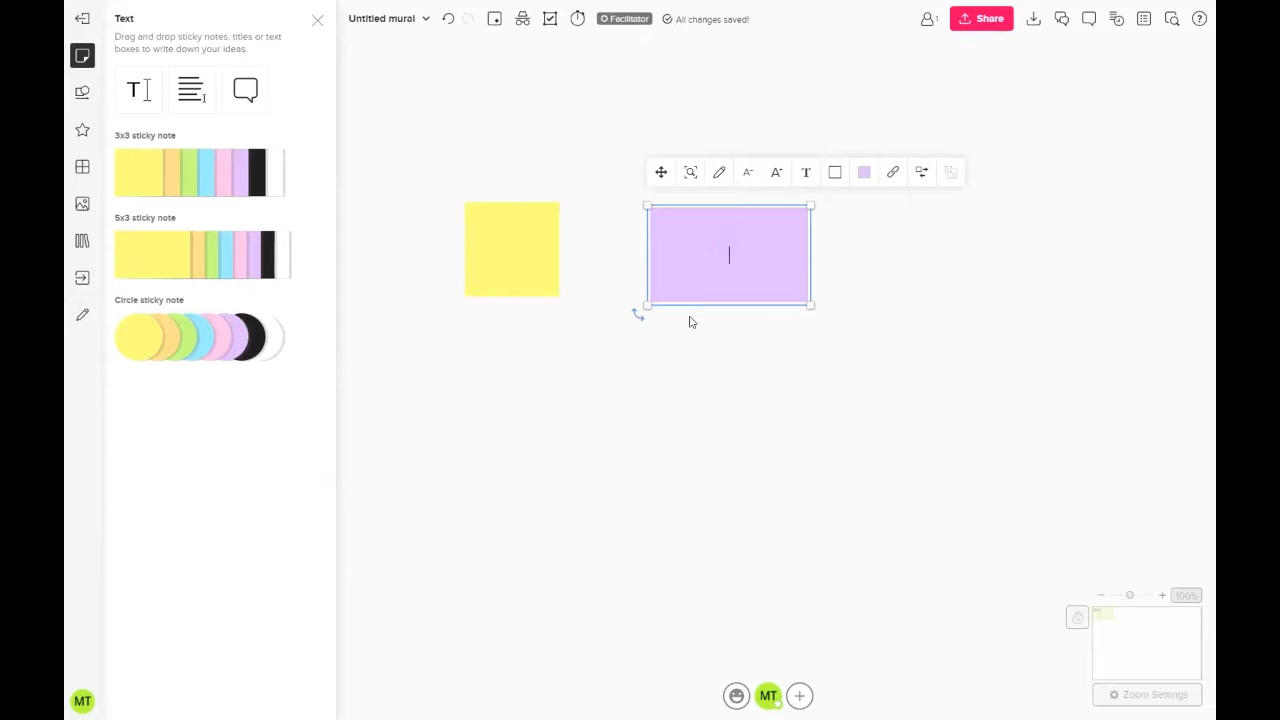 Text
Drag and drop sticky notes, titles or text
boxes to write down your ideas.
T
3x3 sticky note
5x3 sticky note
Circle sticky note
MT
Untitled mural
Facilitator
All changes saved!
1
Share
?
A-
A+
T
100%
Zoom Settings
MT